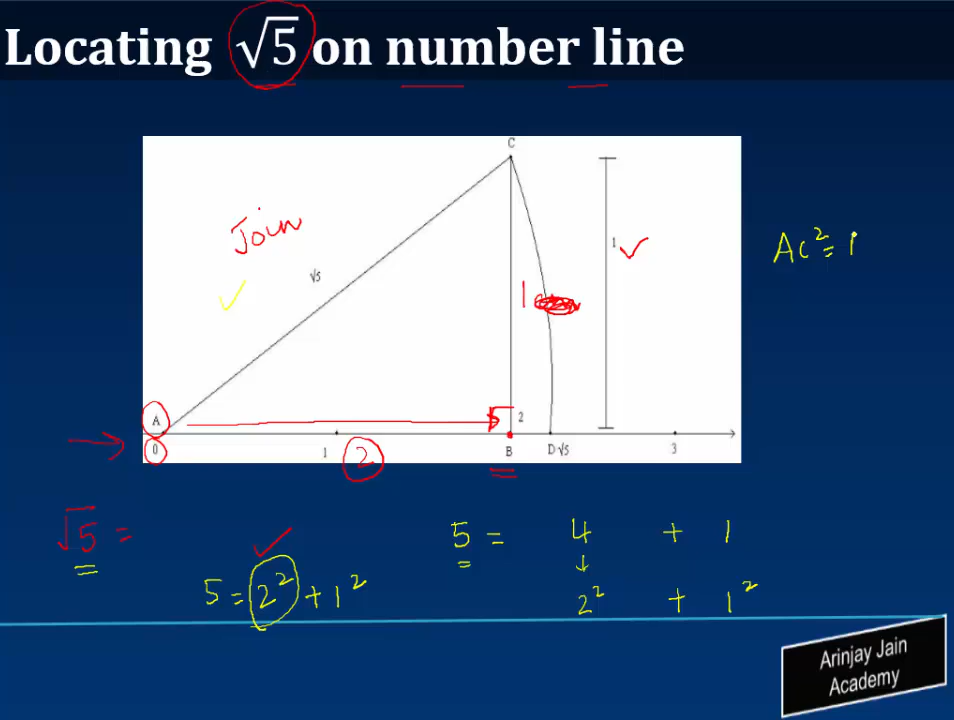 Locating √5 on number line
C
Join
1
AC² = 1
√5
1
A
2
0
1
2
B
D √5
3
√5 =
5 = 4 + 1
5 = 2² + 1²
2² + 1²
Arinjay Jain
Academy